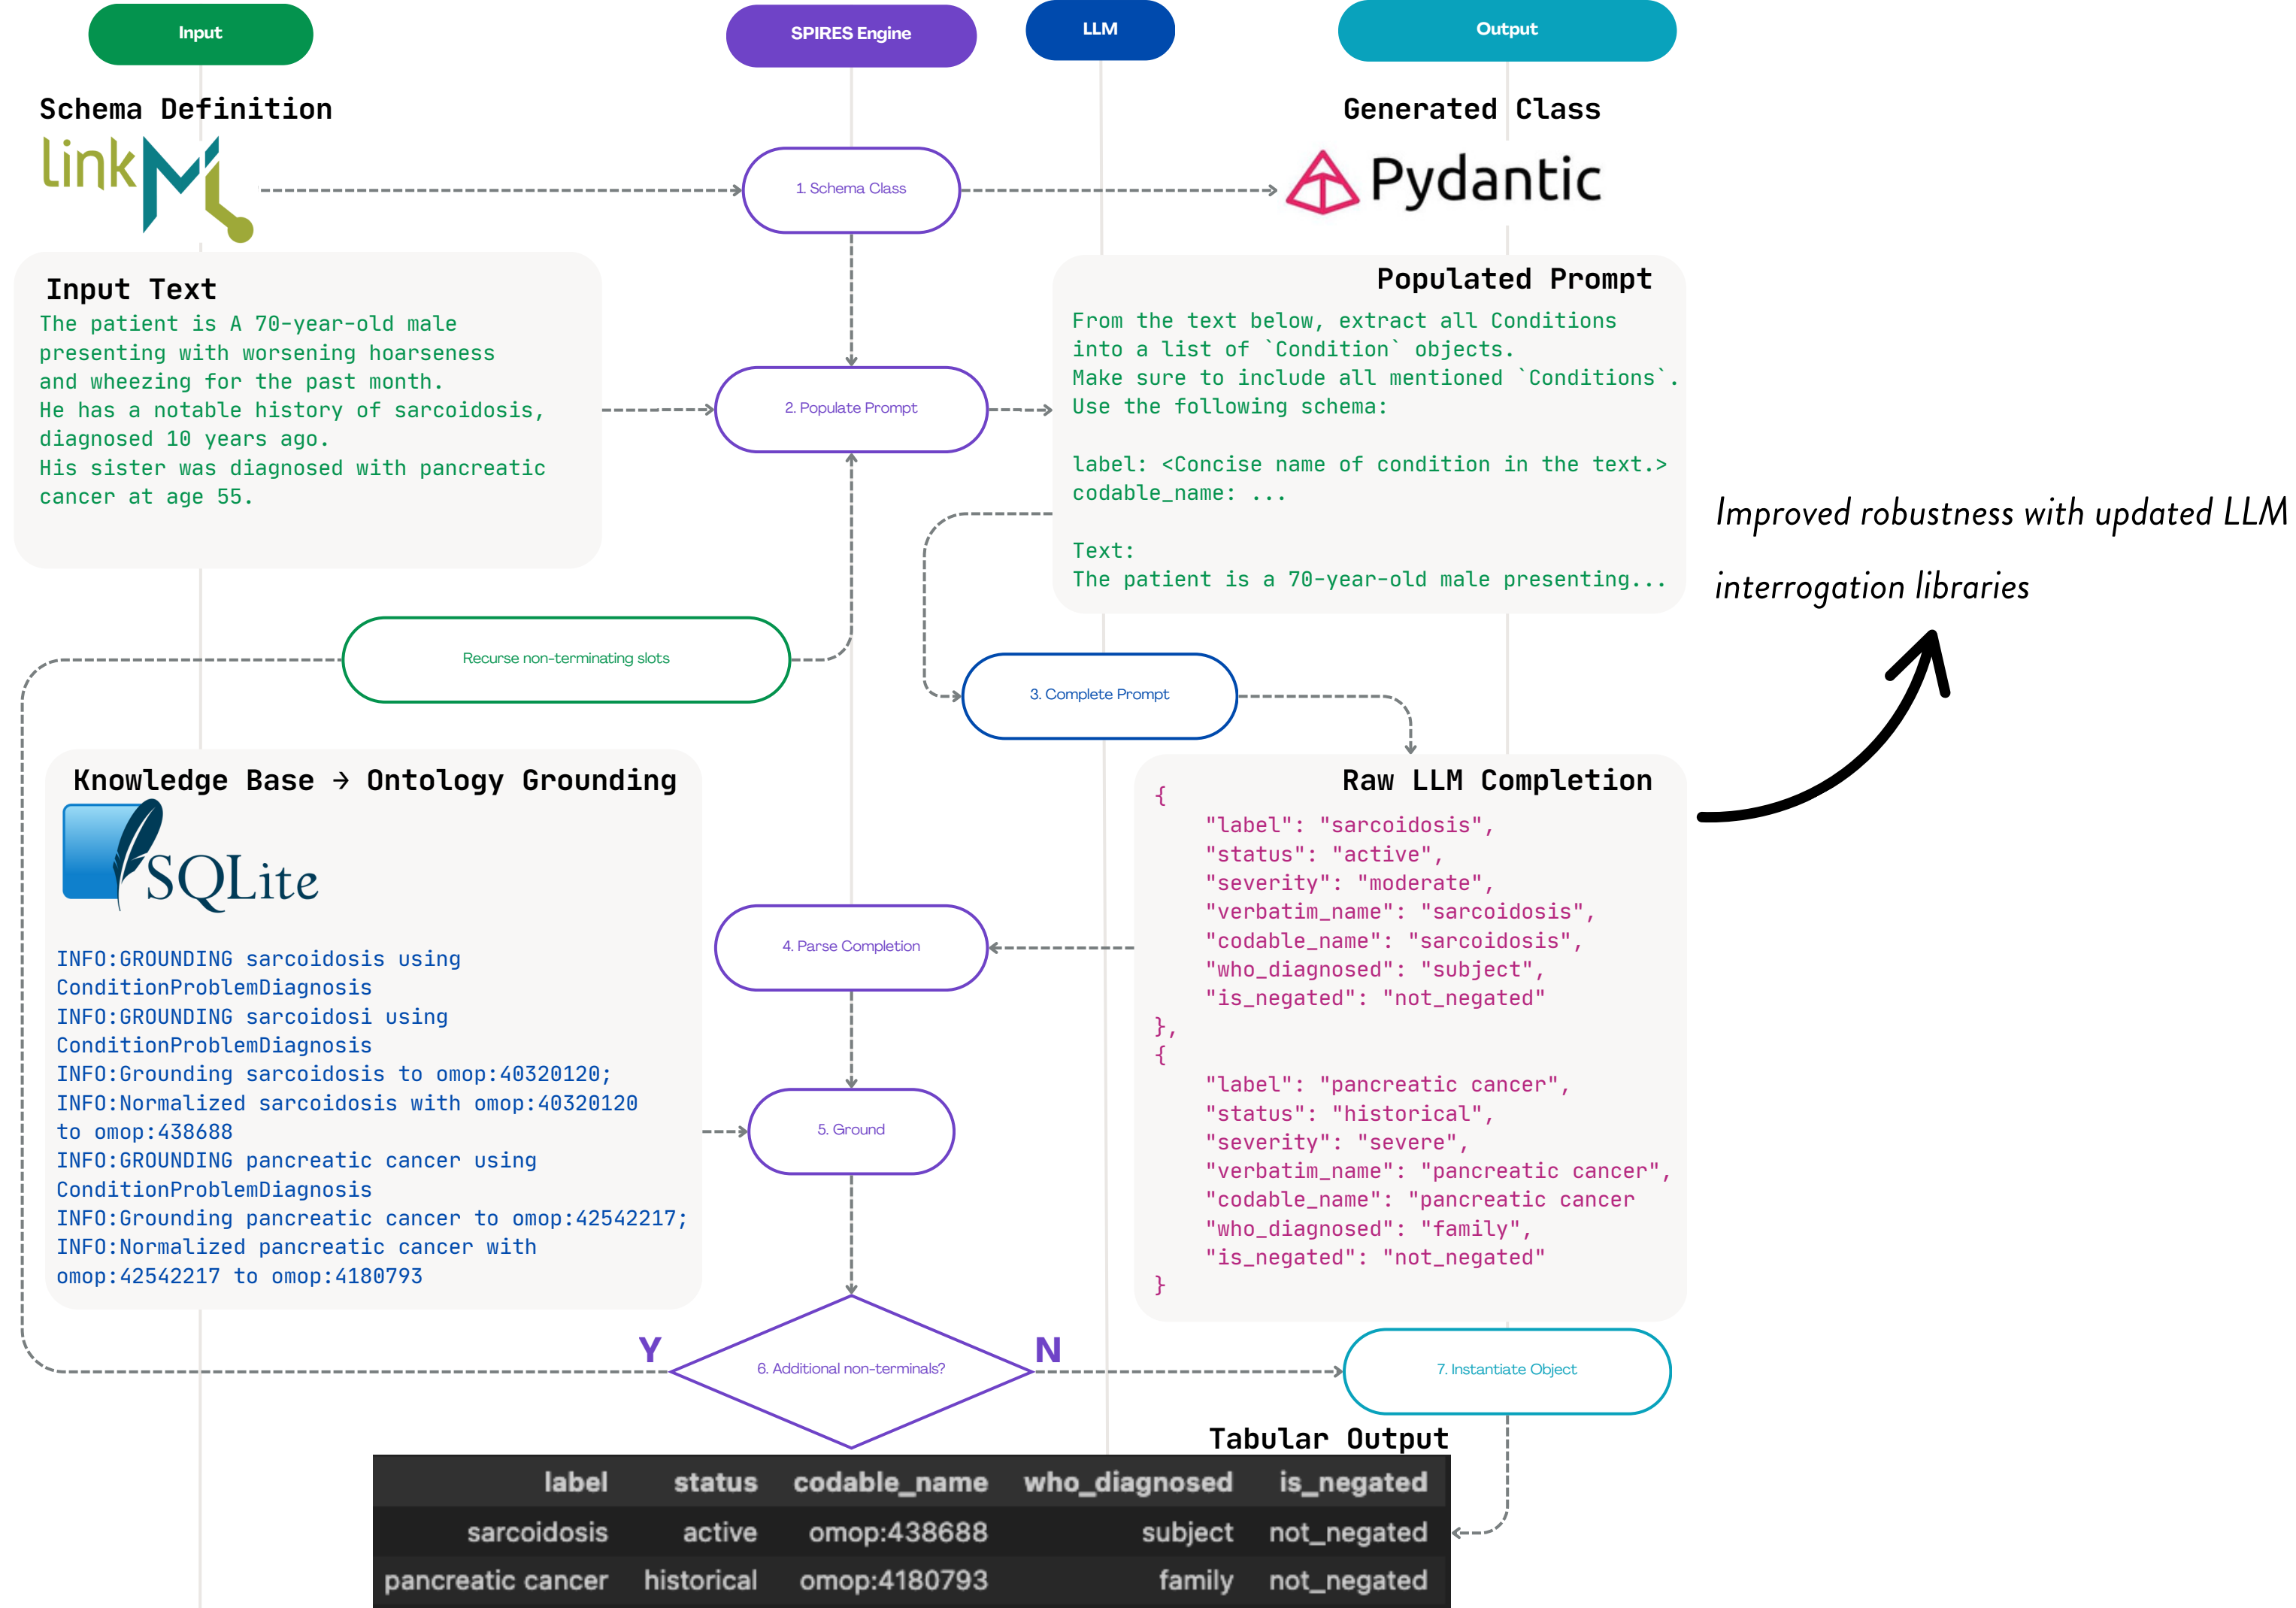 Input
SPIRES Engine
LLM
Output
Schema Definition
linkML
1. Schema Class
Generated Class
Pydantic
Input Text
The patient is A 70-year-old male
presenting with worsening hoarseness
and wheezing for the past month.
He has a notable history of sarcoidosis,
diagnosed 10 years ago.
His sister was diagnosed with pancreatic
cancer at age 55.
2. Populate Prompt
Populated Prompt
From the text below, extract all Conditions
into a list of `Condition` objects.
Make sure to include all mentioned `Conditions`.
Use the following schema:
label: <Concise name of condition in the text.>
codable_name: ...
Text:
The patient is a 70-year-old male presenting...
Improved robustness with updated LLM
interrogation libraries
Recurse non-terminating slots
3. Complete Prompt
Knowledge Base → Ontology Grounding
SQLite
INFO:GROUNDING sarcoidosis using
ConditionProblemDiagnosis
INFO:GROUNDING sarcoidosi using
ConditionProblemDiagnosis
INFO:Grounding sarcoidosis to omop:40320120;
INFO:Normalized sarcoidosis with omop:40320120
to omop:438688
INFO:GROUNDING pancreatic cancer using
ConditionProblemDiagnosis
INFO:Grounding pancreatic cancer to omop:42542217;
INFO:Normalized pancreatic cancer with
omop:42542217 to omop:4180793
4. Parse Completion
5. Ground
Raw LLM Completion
{
"label": "sarcoidosis",
"status": "active",
"severity": "moderate",
"verbatim_name": "sarcoidosis",
"codable_name": "sarcoidosis",
"who_diagnosed": "subject",
"is_negated": "not_negated"
},
{
"label": "pancreatic cancer",
"status": "historical",
"severity": "severe",
"verbatim_name": "pancreatic cancer",
"codable_name": "pancreatic cancer
"who_diagnosed": "family",
"is_negated": "not_negated"
}
Y
6. Additional non-terminals?
N
7. Instantiate Object
Tabular Output
label status codable_name who_diagnosed is_negated
sarcoidosis active omop:438688 subject not_negated
pancreatic cancer historical omop:4180793 family not_negated